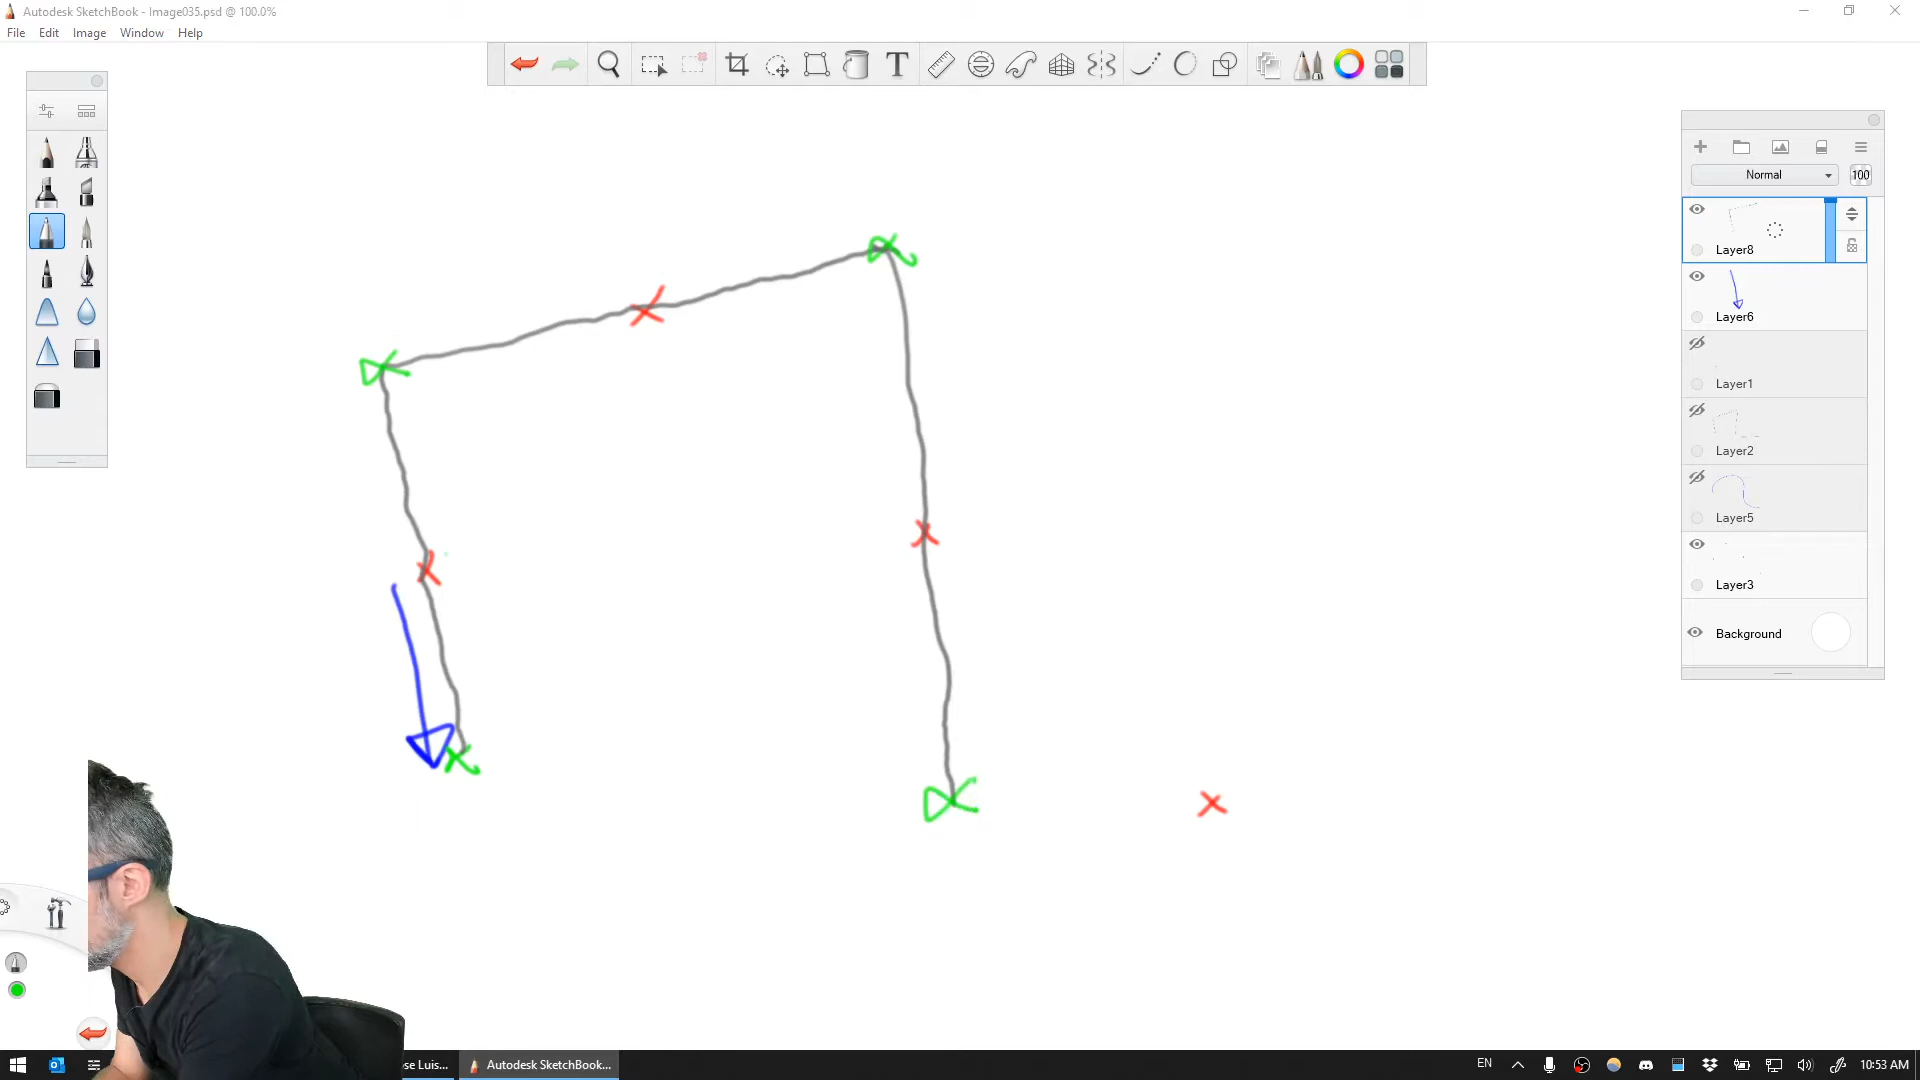 Autodesk SketchBook - Image035.psd @ 100.0%
File Edit Image Window Help
T
Normal 100
Layer8
Layer6
Layer1
Layer2
Layer5
Layer3
Background
ose Luis... Autodesk SketchBook... EN 10:53 AM